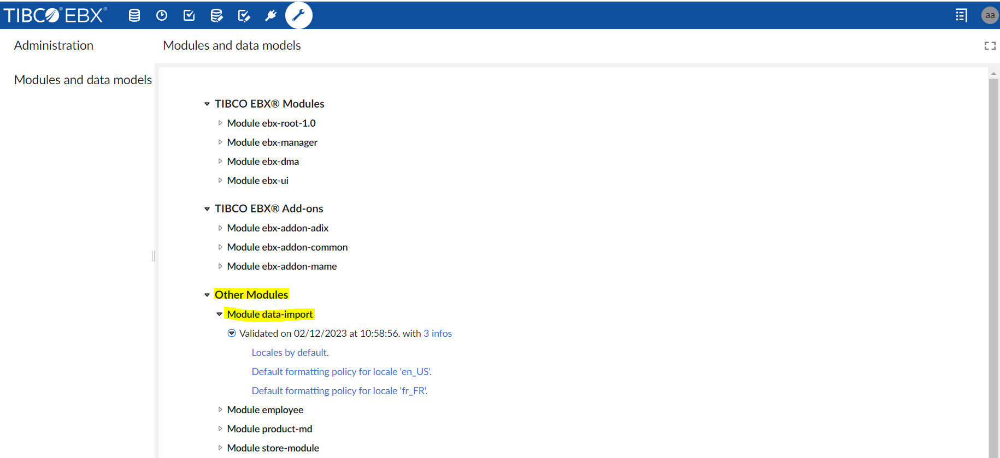 TIBCO® EBX®
aa
Administration
Modules and data models
Modules and data models
TIBCO EBX® Modules
Module ebx-root-1.0
Module ebx-manager
Module ebx-dma
Module ebx-ui
TIBCO EBX® Add-ons
Module ebx-addon-adix
Module ebx-addon-common
Module ebx-addon-mame
Other Modules
Module data-import
Validated on 02/12/2023 at 10:58:56. with 3 infos
Locales by default.
Default formatting policy for locale 'en_US'.
Default formatting policy for locale 'fr_FR'.
Module employee
Module product-md
Module store-module